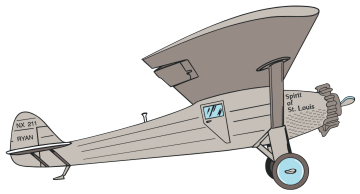 Spirit
of
St. Louis
NX 211
RYAN